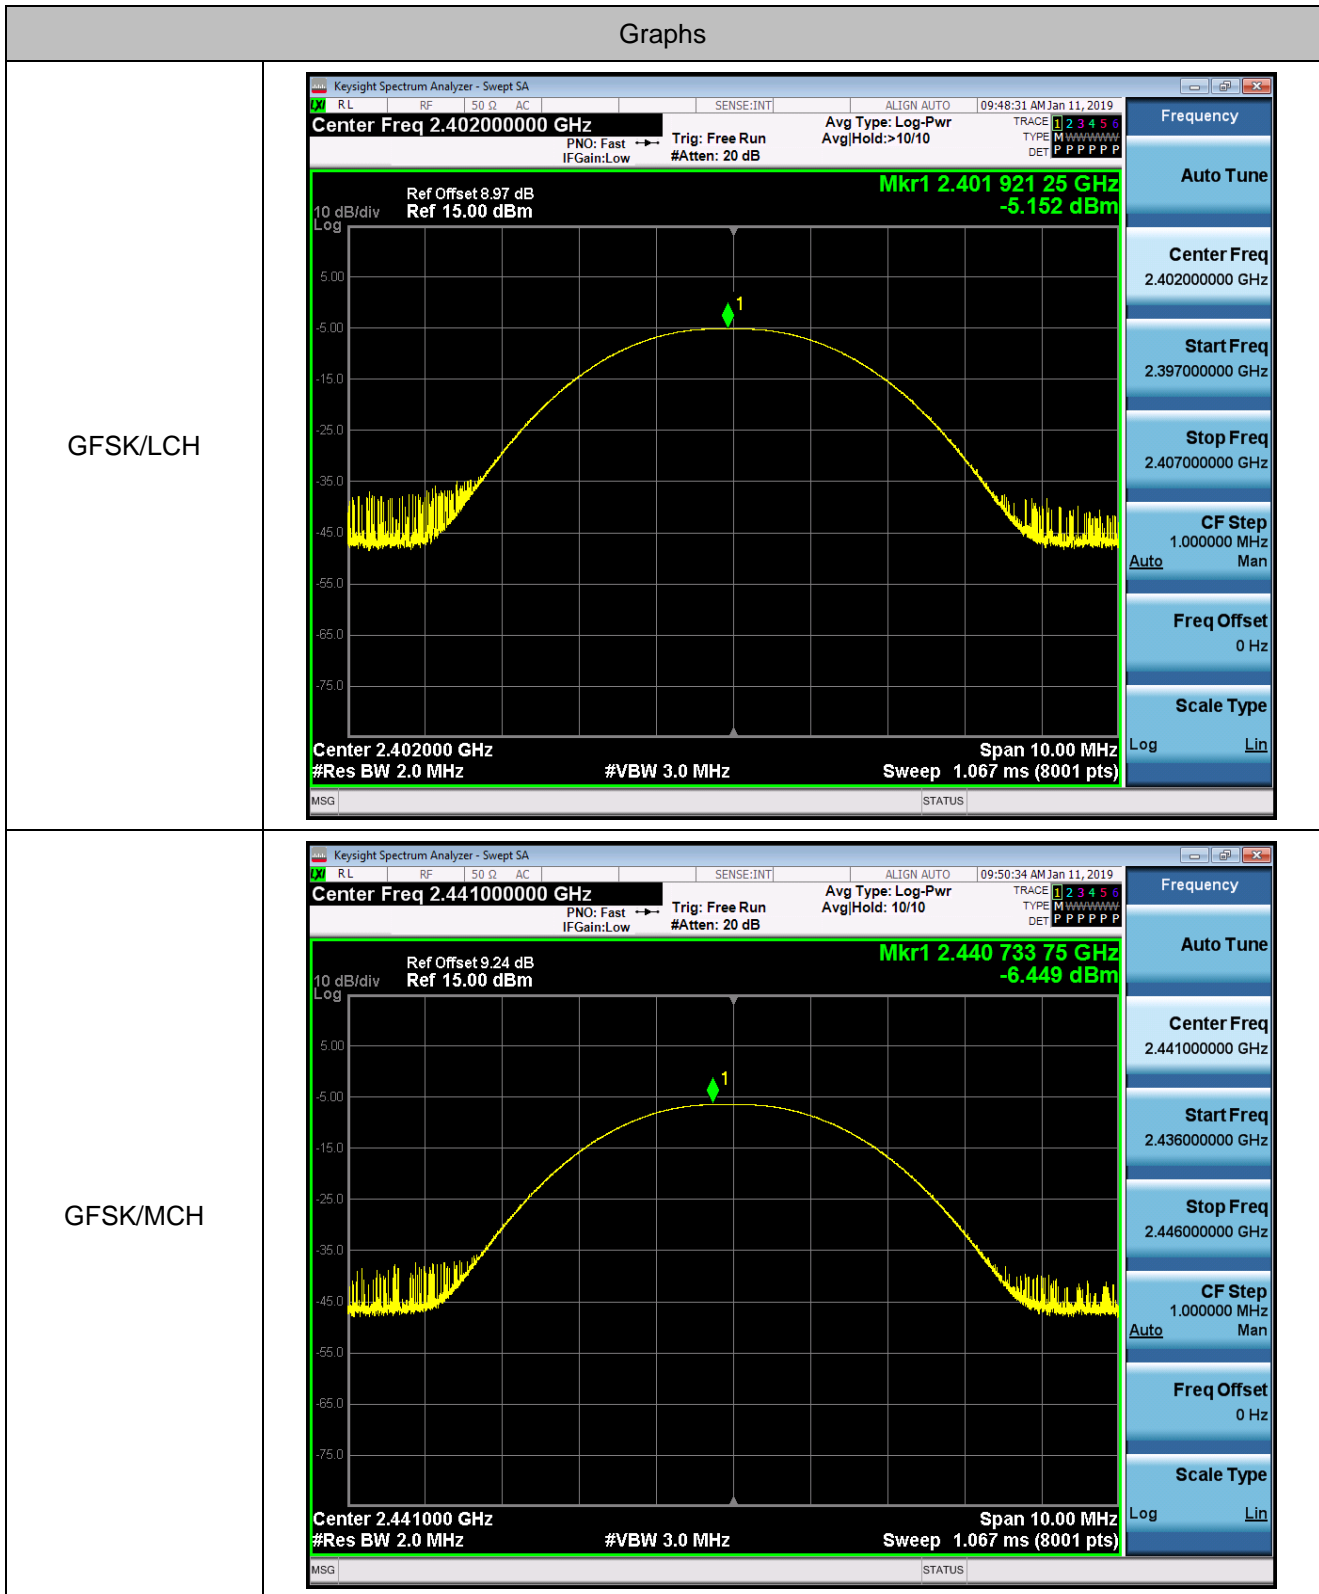 Graphs
GFSK/LCH
Keysight Spectrum Analyzer - Swept SA
LXI RL RF 50 Ω AC SENSE:INT ALIGN AUTO 09:48:31 AM Jan 11, 2019
Center Freq 2.402000000 GHz
PNO: Fast
IFGain:Low
Trig: Free Run
#Atten: 20 dB
Avg Type: Log-Pwr
Avg|Hold:>10/10
TRACE 1 2 3 4 5 6
TYPE M W W W W W
DET P P P P P P
Mkr1 2.401 921 25 GHz
-5.152 dBm
Ref Offset 8.97 dB
10 dB/div Ref 15.00 dBm
Log
5.00
-5.00
-15.0
-25.0
-35.0
-45.0
-55.0
-65.0
-75.0
1
Center 2.402000 GHz Span 10.00 MHz
#Res BW 2.0 MHz #VBW 3.0 MHz Sweep 1.067 ms (8001 pts)
MSG STATUS
Frequency
Auto Tune
Center Freq
2.402000000 GHz
Start Freq
2.397000000 GHz
Stop Freq
2.407000000 GHz
CF Step
1.000000 MHz
Auto Man
Freq Offset
0 Hz
Scale Type
Log Lin
GFSK/MCH
Keysight Spectrum Analyzer - Swept SA
LXI RL RF 50 Ω AC SENSE:INT ALIGN AUTO 09:50:34 AM Jan 11, 2019
Center Freq 2.441000000 GHz
PNO: Fast
IFGain:Low
Trig: Free Run
#Atten: 20 dB
Avg Type: Log-Pwr
Avg|Hold: 10/10
TRACE 1 2 3 4 5 6
TYPE M W W W W W
DET P P P P P P
Mkr1 2.440 733 75 GHz
-6.449 dBm
Ref Offset 9.24 dB
10 dB/div Ref 15.00 dBm
Log
5.00
-5.00
-15.0
-25.0
-35.0
-45.0
-55.0
-65.0
-75.0
1
Center 2.441000 GHz Span 10.00 MHz
#Res BW 2.0 MHz #VBW 3.0 MHz Sweep 1.067 ms (8001 pts)
MSG STATUS
Frequency
Auto Tune
Center Freq
2.441000000 GHz
Start Freq
2.436000000 GHz
Stop Freq
2.446000000 GHz
CF Step
1.000000 MHz
Auto Man
Freq Offset
0 Hz
Scale Type
Log Lin